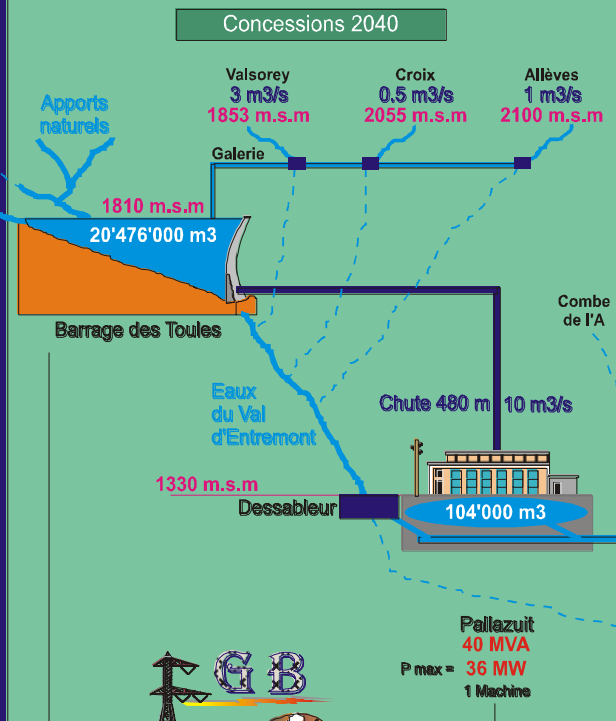 Concessions 2040
Valsorey
3 m3/s
1853 m.s.m
Croix
0.5 m3/s
2055 m.s.m
Allèves
1 m3/s
2100 m.s.m
Apports
naturels
Galerie
1810 m.s.m
20'476'000 m3
Barrage des Toules
Combe
de l'A
Eaux
du Val
d'Entremont
Chute 480 m 10 m3/s
1330 m.s.m
Dessableur
104'000 m3
Pallazuit
40 MVA
P max = 36 MW
1 Machine
GB